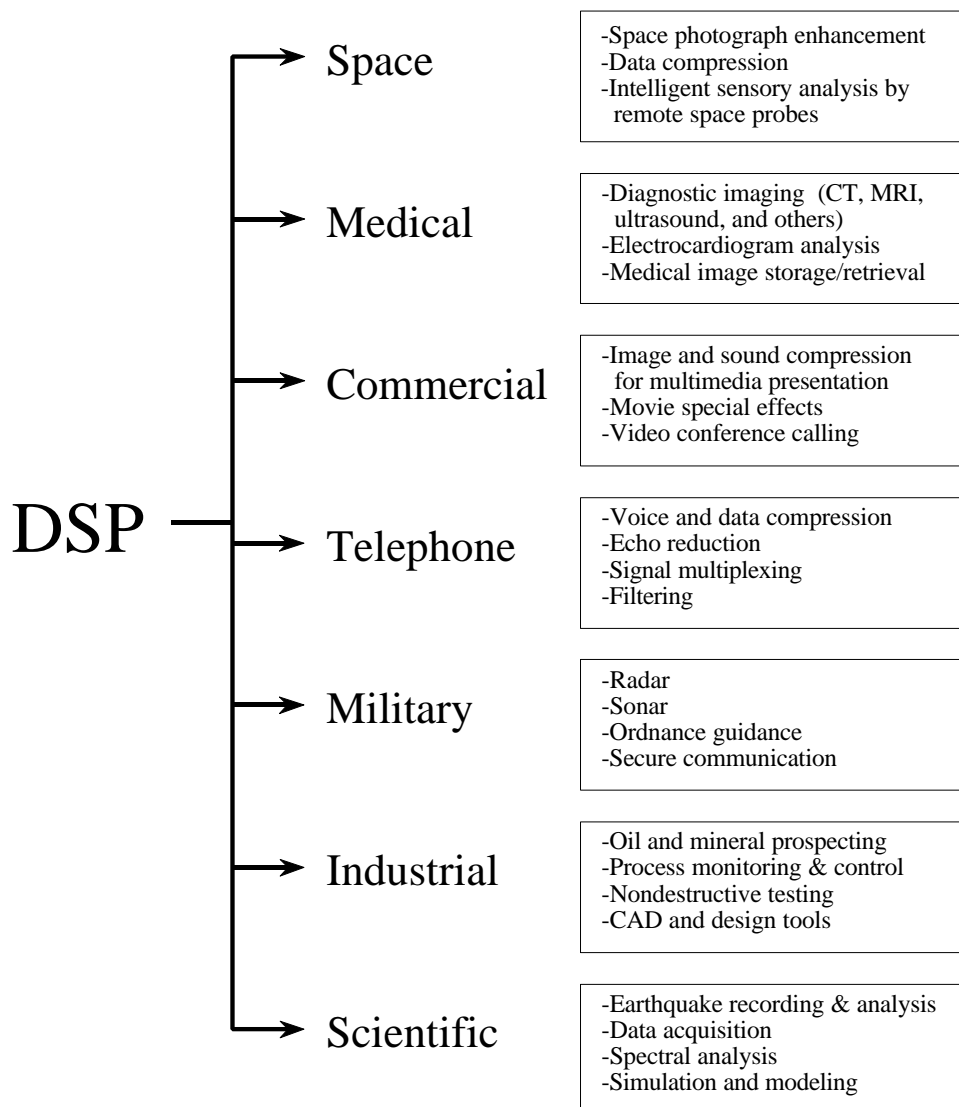 DSP
Space
-Space photograph enhancement
-Data compression
-Intelligent sensory analysis by
remote space probes
Medical
-Diagnostic imaging (CT, MRI,
ultrasound, and others)
-Electrocardiogram analysis
-Medical image storage/retrieval
Commercial
-Image and sound compression
for multimedia presentation
-Movie special effects
-Video conference calling
Telephone
-Voice and data compression
-Echo reduction
-Signal multiplexing
-Filtering
Military
-Radar
-Sonar
-Ordnance guidance
-Secure communication
Industrial
-Oil and mineral prospecting
-Process monitoring & control
-Nondestructive testing
-CAD and design tools
Scientific
-Earthquake recording & analysis
-Data acquisition
-Spectral analysis
-Simulation and modeling